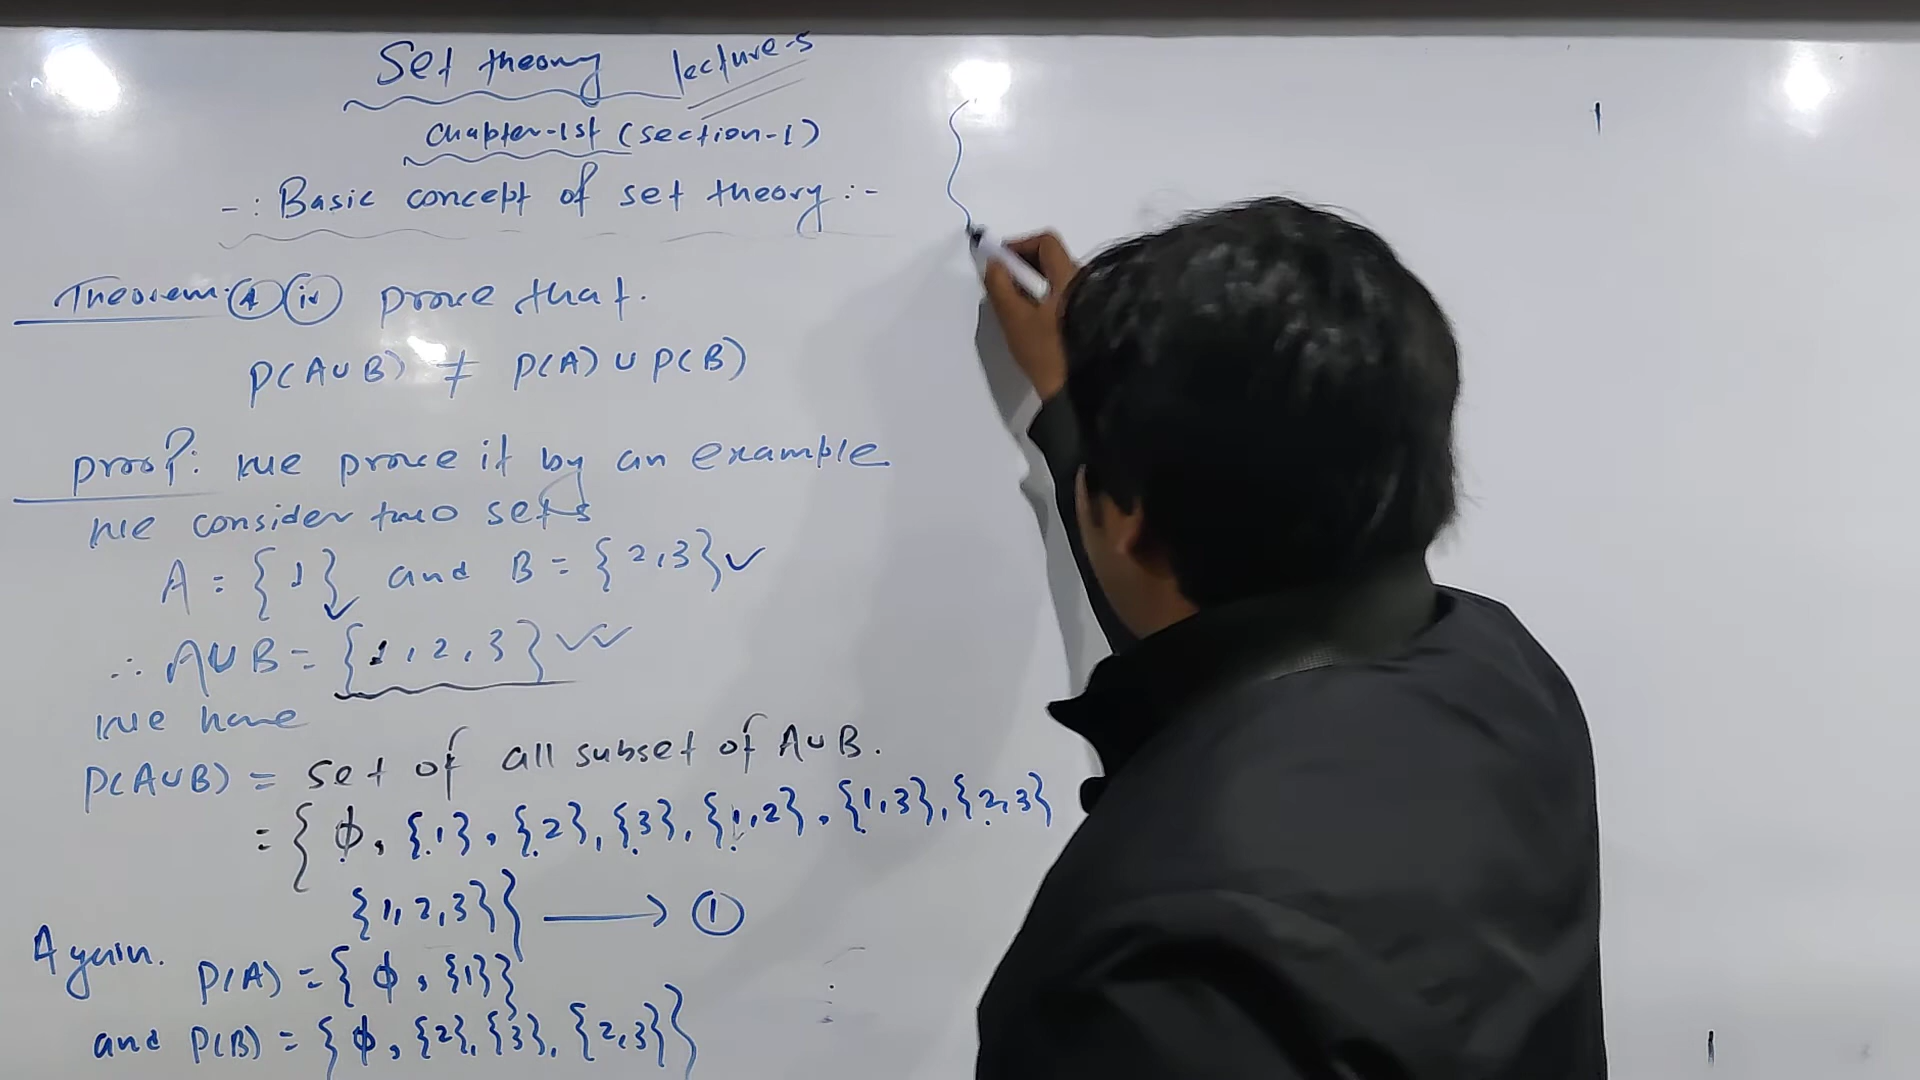 Set theory lecture-5
Chapter-1st (section-1)
-: Basic concept of set theory :-
Theorem: (4) (iv) prove that.
P(A∪B) ≠ P(A) ∪ P(B)
proof: we prove it by an example
we consider two sets
A = {1} and B = {2,3} ✓
∴ A∪B = {1,2,3} ✓✓
we have
P(A∪B) = set of all subset of A∪B.
= { ϕ, {1}, {2}, {3}, {1,2}, {1,3}, {2,3}
{1,2,3}} ⟶ ①
Again. P(A) = { ϕ, {1}}
and P(B) = { ϕ, {2}, {3}, {2,3}}